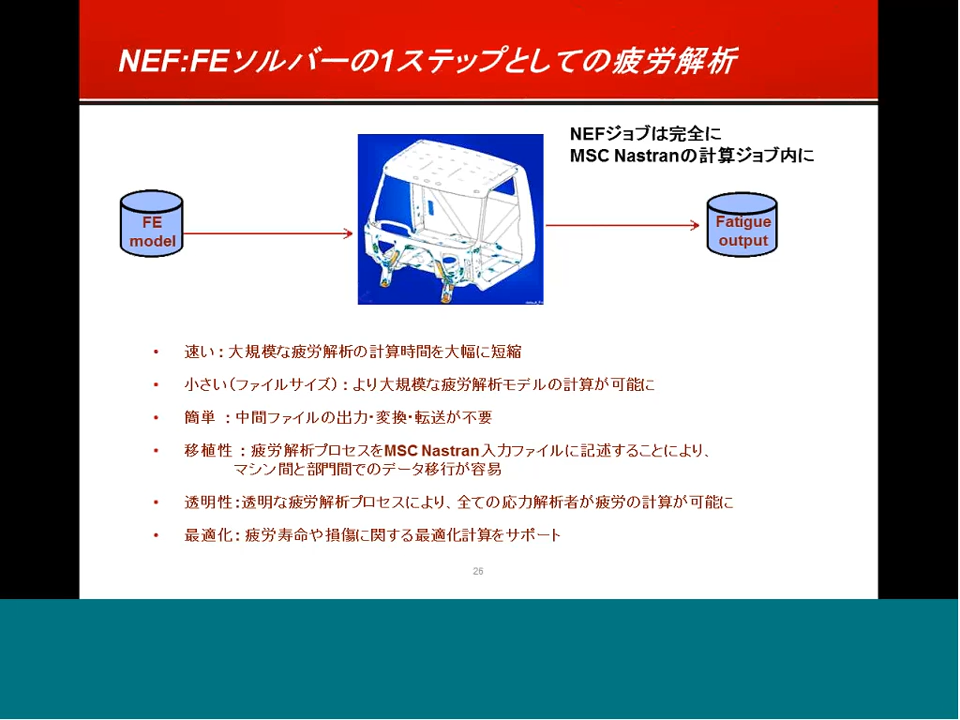 NEF:FEソルバーの1ステップとしての疲労解析
NEFジョブは完全に
MSC Nastranの計算ジョブ内に
FE
model
Fatigue
output
• 速い：大規模な疲労解析の計算時間を大幅に短縮
• 小さい（ファイルサイズ）：より大規模な疲労解析モデルの計算が可能に
• 簡単 ：中間ファイルの出力・変換・転送が不要
• 移植性 ：疲労解析プロセスをMSC Nastran入力ファイルに記述することにより、
マシン間と部門間でのデータ移行が容易
• 透明性：透明な疲労解析プロセスにより、全ての応力解析者が疲労の計算が可能に
• 最適化：疲労寿命や損傷に関する最適化計算をサポート
26